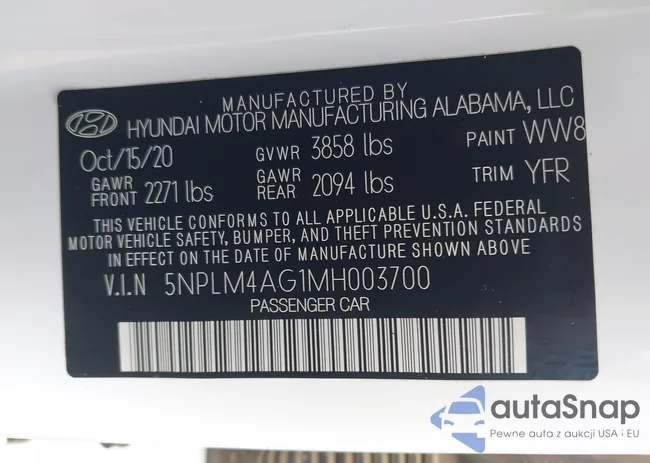 MANUFACTURED BY
HYUNDAI MOTOR MANUFACTURING ALABAMA, LLC
Oct/15/20 GVWR 3858 lbs PAINT WW8
GAWR FRONT 2271 lbs GAWR REAR 2094 lbs TRIM YFR
THIS VEHICLE CONFORMS TO ALL APPLICABLE U.S.A. FEDERAL
MOTOR VEHICLE SAFETY, BUMPER, AND THEFT PREVENTION STANDARDS
IN EFFECT ON THE DATE OF MANUFACTURE SHOWN ABOVE
V.I.N 5NPLM4AG1MH003700
PASSENGER CAR
autaSnap
Pewne auta z aukcji USA i EU